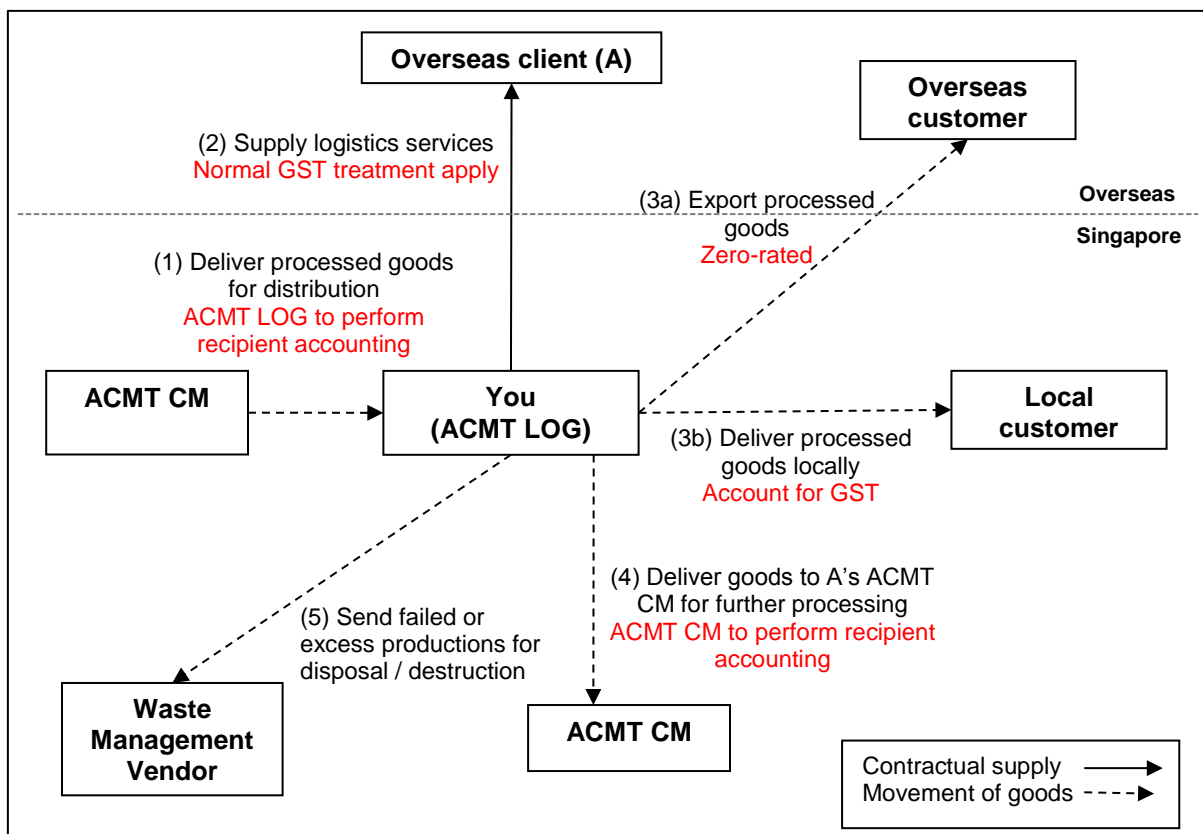 Overseas client (A)
Overseas
customer
(2) Supply logistics services
Normal GST treatment apply
(3a) Export processed
goods
Zero-rated
Overseas
Singapore
(1) Deliver processed goods
for distribution
ACMT LOG to perform
recipient accounting
ACMT CM
You
(ACMT LOG)
Local
customer
(3b) Deliver processed
goods locally
Account for GST
(4) Deliver goods to A's ACMT
CM for further processing
ACMT CM to perform recipient
accounting
(5) Send failed or
excess productions for
disposal / destruction
Waste
Management
Vendor
ACMT CM
Contractual supply
Movement of goods